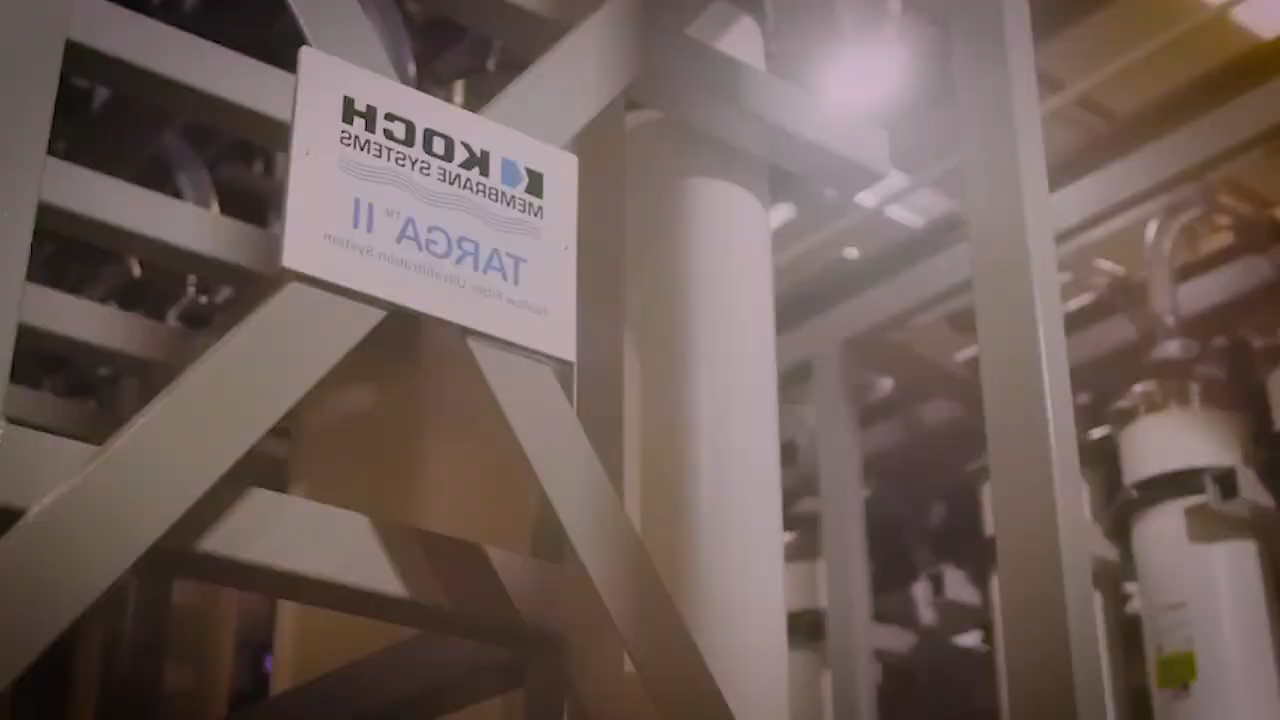 KOCH
MEMBRANE SYSTEMS
TARGA™ II
Hollow Fiber Ultrafiltration System